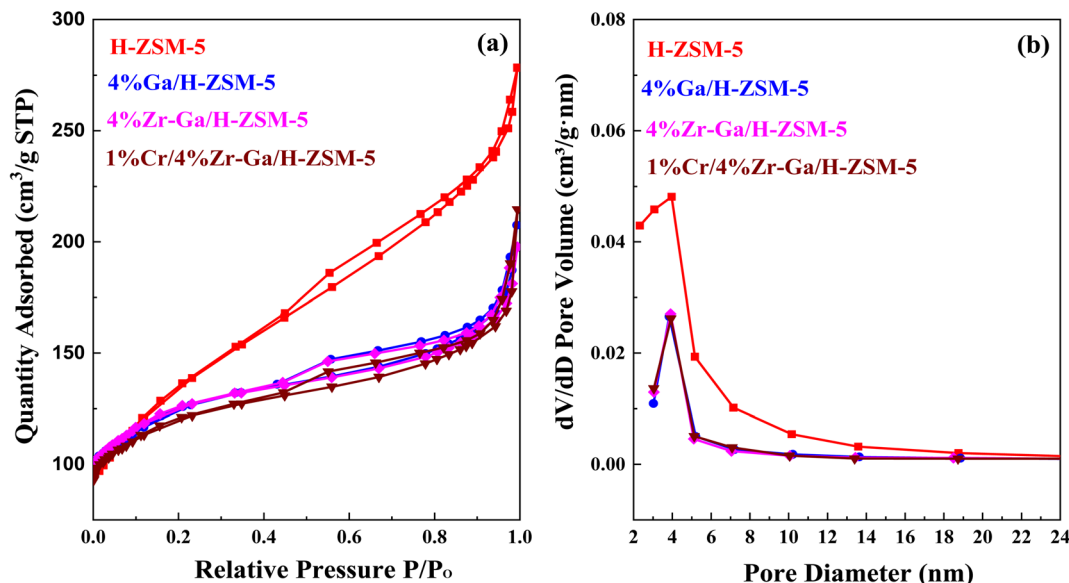 (a)
H-ZSM-5
4%Ga/H-ZSM-5
4%Zr-Ga/H-ZSM-5
1%Cr/4%Zr-Ga/H-ZSM-5
Quantity Adsorbed (cm³/g STP)
300
250
200
150
100
0.0 0.2 0.4 0.6 0.8 1.0
Relative Pressure P/P₀
(b)
H-ZSM-5
4%Ga/H-ZSM-5
4%Zr-Ga/H-ZSM-5
1%Cr/4%Zr-Ga/H-ZSM-5
dV/dD Pore Volume (cm³/g·nm)
0.08
0.06
0.04
0.02
0.00
2 4 6 8 10 12 14 16 18 20 22 24
Pore Diameter (nm)